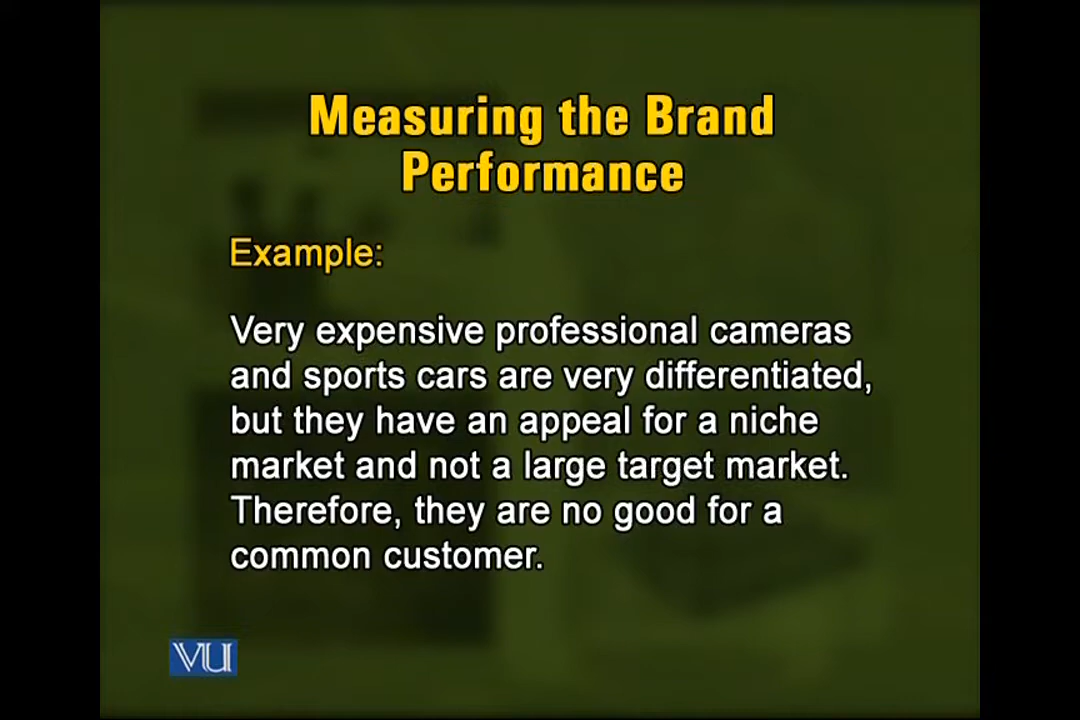 Measuring the Brand
Performance
Example:
Very expensive professional cameras
and sports cars are very differentiated,
but they have an appeal for a niche
market and not a large target market.
Therefore, they are no good for a
common customer.
VU